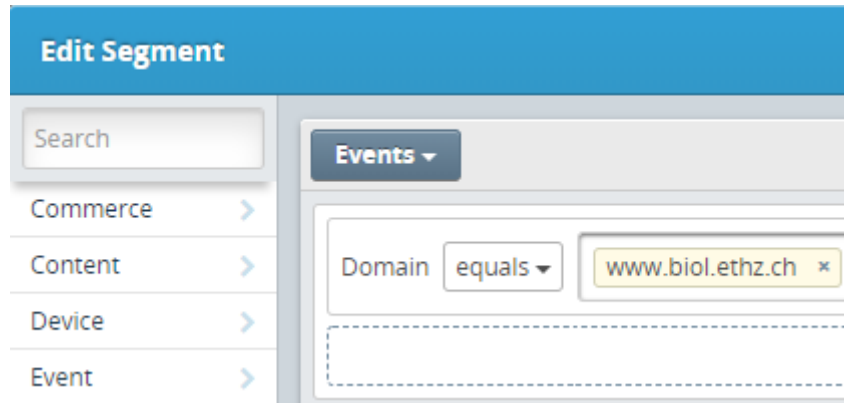 Edit Segment
Search
Events
Commerce
Domain equals www.biol.ethz.ch ×
Content
Device
Event